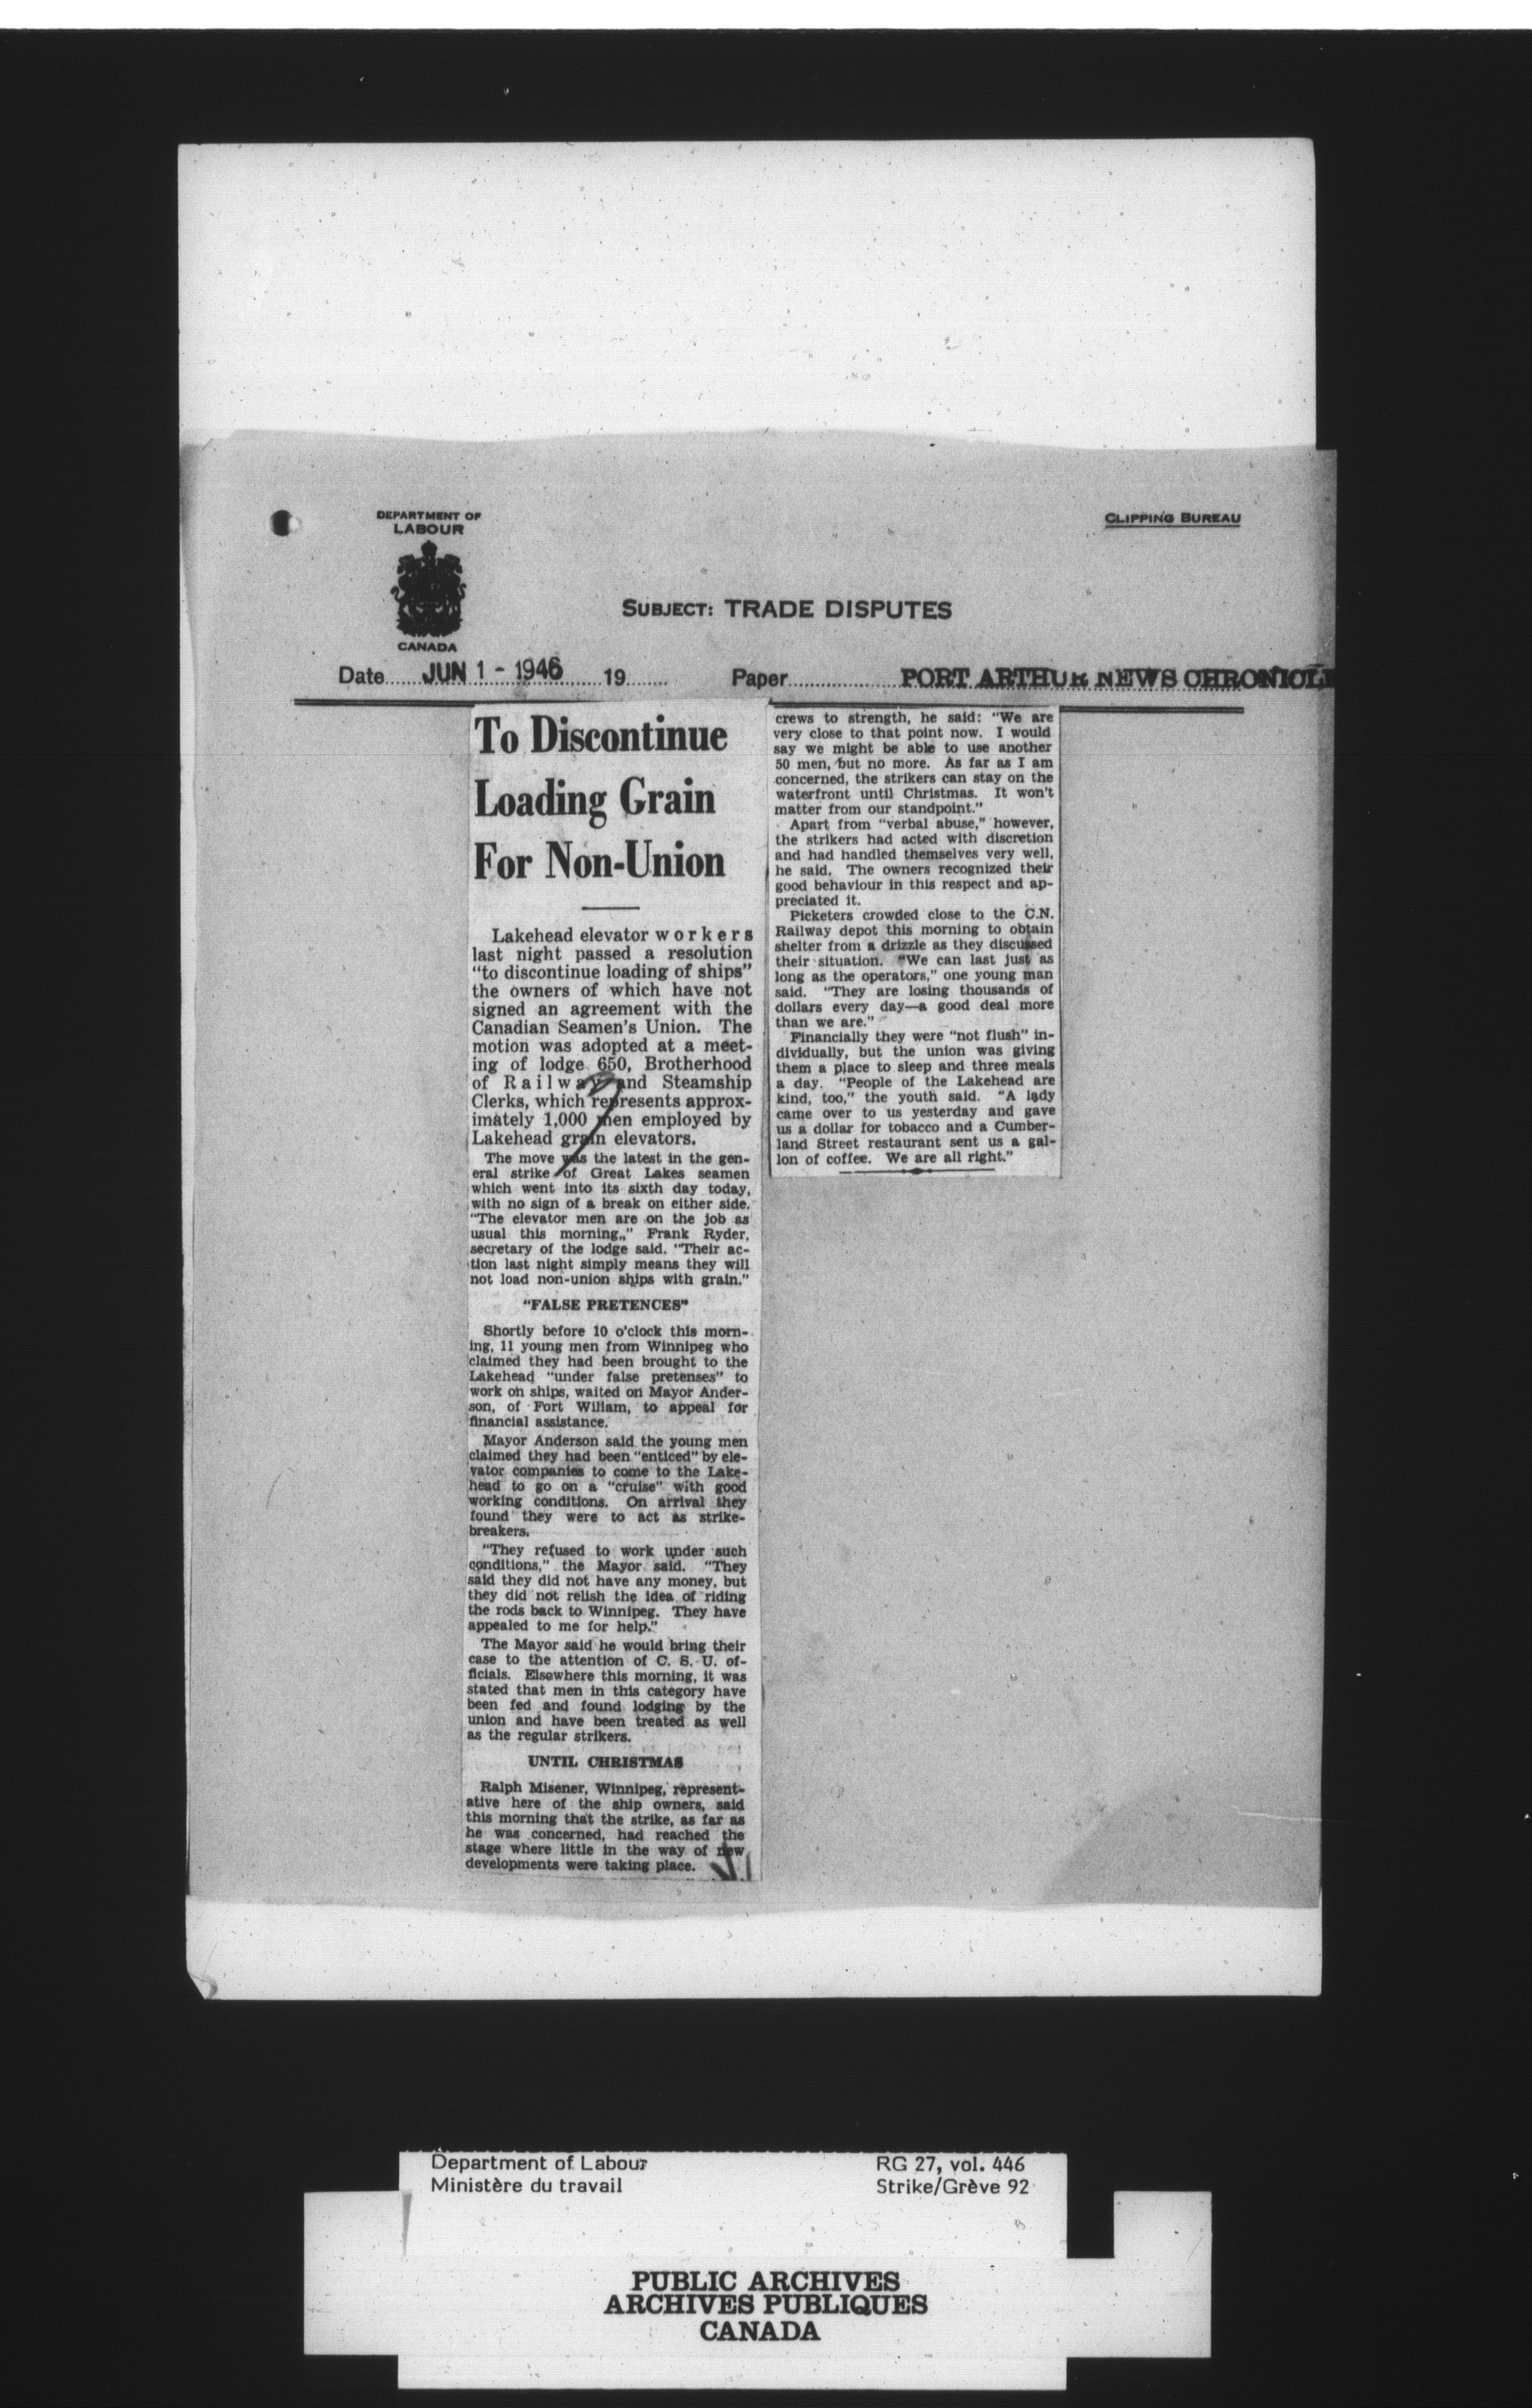 DEPARTMENT OF
LABOUR
CANADA
CLIPPING BUREAU
SUBJECT: TRADE DISPUTES
Date......JUN 1 - 1946......19........ Paper....................PORT ARTHUR NEWS CHRONICLE
To Discontinue
Loading Grain
For Non-Union
Lakehead elevator workers
last night passed a resolution
"to discontinue loading of ships"
the owners of which have not
signed an agreement with the
Canadian Seamen's Union. The
motion was adopted at a meet-
ing of lodge 650, Brotherhood
of Railway and Steamship
Clerks, which represents approx-
imately 1,000 men employed by
Lakehead grain elevators.
The move was the latest in the gen-
eral strike of Great Lakes seamen
which went into its sixth day today,
with no sign of a break on either side.
"The elevator men are on the job as
usual this morning,," Frank Ryder,
secretary of the lodge said. "Their ac-
tion last night simply means they will
not load non-union ships with grain."
"FALSE PRETENCES"
Shortly before 10 o'clock this morn-
ing, 11 young men from Winnipeg who
claimed they had been brought to the
Lakehead "under false pretenses" to
work on ships, waited on Mayor Ander-
son, of Fort Wiliam, to appeal for
financial assistance.
Mayor Anderson said the young men
claimed they had been "enticed" by ele-
vator companies to come to the Lake-
head to go on a "cruise" with good
working conditions. On arrival they
found they were to act as strike-
breakers.
"They refused to work under such
conditions," the Mayor said. "They
said they did not have any money, but
they did not relish the idea of riding
the rods back to Winnipeg. They have
appealed to me for help."
The Mayor said he would bring their
case to the attention of C. S. U. of-
ficials. Elsewhere this morning, it was
stated that men in this category have
been fed and found lodging by the
union and have been treated as well
as the regular strikers.
UNTIL CHRISTMAS
Ralph Misener, Winnipeg, represent-
ative here of the ship owners, said
this morning that the strike, as far as
he was concerned, had reached the
stage where little in the way of new
developments were taking place.
crews to strength, he said: "We are
very close to that point now. I would
say we might be able to use another
50 men, but no more. As far as I am
concerned, the strikers can stay on the
waterfront until Christmas. It won't
matter from our standpoint."
Apart from "verbal abuse," however,
the strikers had acted with discretion
and had handled themselves very well,
he said. The owners recognized their
good behaviour in this respect and ap-
preciated it.
Picketers crowded close to the C.N.
Railway depot this morning to obtain
shelter from a drizzle as they discussed
their situation. "We can last just as
long as the operators," one young man
said. "They are losing thousands of
dollars every day—a good deal more
than we are."
Financially they were "not flush" in-
dividually, but the union was giving
them a place to sleep and three meals
a day. "People of the Lakehead are
kind, too," the youth said. "A lady
came over to us yesterday and gave
us a dollar for tobacco and a Cumber-
land Street restaurant sent us a gal-
lon of coffee. We are all right."
Department of Labour RG 27, vol. 446
Ministère du travail Strike/Grève 92
PUBLIC ARCHIVES
ARCHIVES PUBLIQUES
CANADA